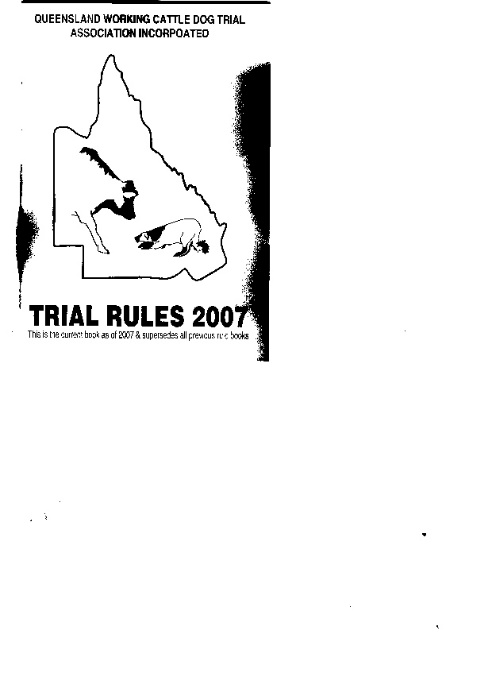 QUEENSLAND WORKING CATTLE DOG TRIAL
ASSOCIATION INCORPOATED
TRIAL RULES 2007
This is the current book as of 2007 & supersedes all previous rule books